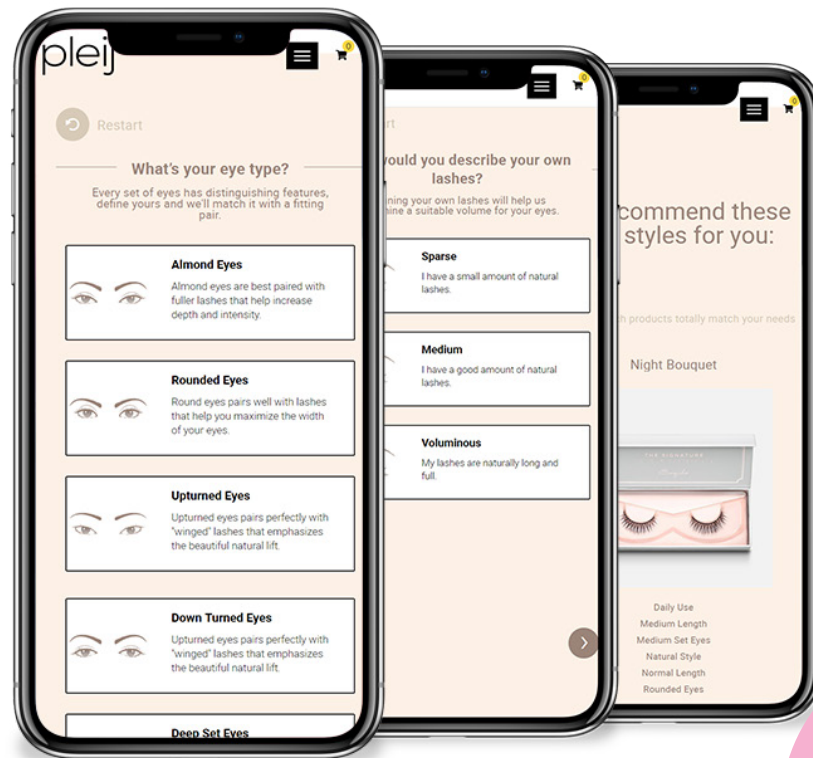 pleij
0
Restart
What's your eye type?
Every set of eyes has distinguishing features,
define yours and we'll match it with a fitting
pair.
Almond Eyes
Almond eyes are best paired with
fuller lashes that help increase
depth and intensity.
Rounded Eyes
Round eyes pairs well with lashes
that help you maximize the width
of your eyes.
Upturned Eyes
Upturned eyes pairs perfectly with
"winged" lashes that emphasizes
the beautiful natural lift.
Down Turned Eyes
Upturned eyes pairs perfectly with
"winged" lashes that emphasizes
the beautiful natural lift.
Deep Set Eyes
0
rt
ould you describe your own
lashes?
ning your own lashes will help us
ine a suitable volume for your eyes.
Sparse
I have a small amount of natural
lashes.
Medium
I have a good amount of natural
lashes.
Voluminous
My lashes are naturally long and
full.
0
commend these
styles for you:
h products totally match your needs
Night Bouquet
THE SIGNATURE
Daily Use
Medium Length
Medium Set Eyes
Natural Style
Normal Length
Rounded Eyes